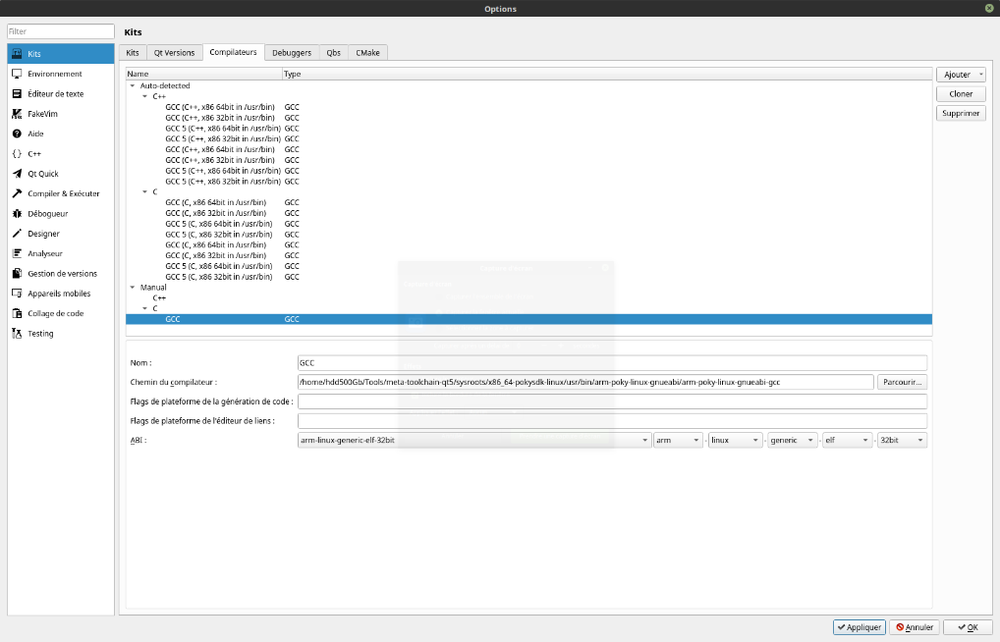 Options
Filter
Kits
Environnement
Éditeur de texte
FakeVim
Aide
C++
Qt Quick
Compiler & Exécuter
Débogueur
Designer
Analyseur
Gestion de versions
Appareils mobiles
Collage de code
Testing
Kits
Kits Qt Versions Compilateurs Debuggers Qbs CMake
Name Type
Auto-detected
C++
GCC (C++, x86 64bit in /usr/bin) GCC
GCC (C++, x86 32bit in /usr/bin) GCC
GCC 5 (C++, x86 64bit in /usr/bin) GCC
GCC 5 (C++, x86 32bit in /usr/bin) GCC
GCC (C++, x86 64bit in /usr/bin) GCC
GCC (C++, x86 32bit in /usr/bin) GCC
GCC 5 (C++, x86 64bit in /usr/bin) GCC
GCC 5 (C++, x86 32bit in /usr/bin) GCC
C
GCC (C, x86 64bit in /usr/bin) GCC
GCC (C, x86 32bit in /usr/bin) GCC
GCC 5 (C, x86 64bit in /usr/bin) GCC
GCC 5 (C, x86 32bit in /usr/bin) GCC
GCC (C, x86 64bit in /usr/bin) GCC
GCC (C, x86 32bit in /usr/bin) GCC
GCC 5 (C, x86 64bit in /usr/bin) GCC
GCC 5 (C, x86 32bit in /usr/bin) GCC
Manual
C++
C
GCC GCC
Ajouter
Cloner
Supprimer
Nom : GCC
Chemin du compilateur : /home/hdd500Gb/Tools/meta-toolchain-qt5/sysroots/x86_64-pokysdk-linux/usr/bin/arm-poky-linux-gnueabi/arm-poky-linux-gnueabi-gcc Parcourir...
Flags de plateforme de la génération de code :
Flags de plateforme de l'éditeur de liens :
ABI : arm-linux-generic-elf-32bit arm - linux - generic - elf - 32bit
Appliquer Annuler OK